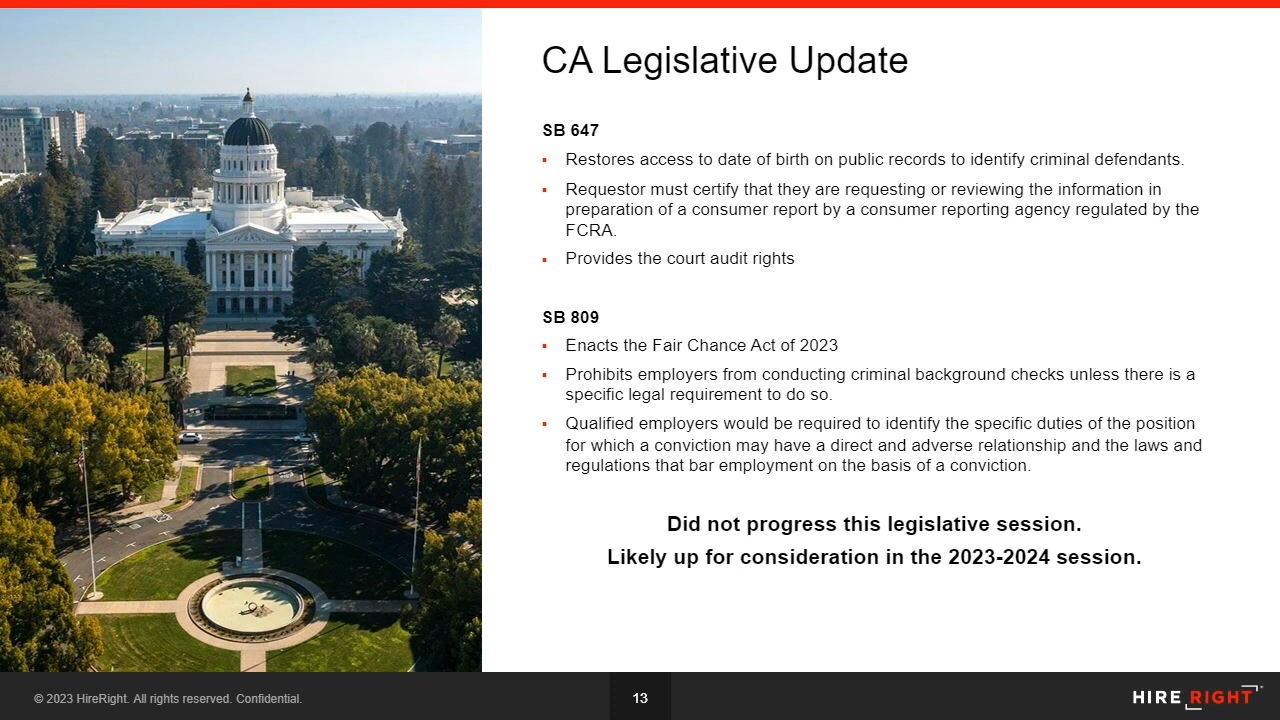 CA Legislative Update
SB 647
▪ Restores access to date of birth on public records to identify criminal defendants.
▪ Requestor must certify that they are requesting or reviewing the information in
preparation of a consumer report by a consumer reporting agency regulated by the
FCRA.
▪ Provides the court audit rights
SB 809
▪ Enacts the Fair Chance Act of 2023
▪ Prohibits employers from conducting criminal background checks unless there is a
specific legal requirement to do so.
▪ Qualified employers would be required to identify the specific duties of the position
for which a conviction may have a direct and adverse relationship and the laws and
regulations that bar employment on the basis of a conviction.
Did not progress this legislative session.
Likely up for consideration in the 2023-2024 session.
© 2023 HireRight. All rights reserved. Confidential.
13
HIRE RIGHT